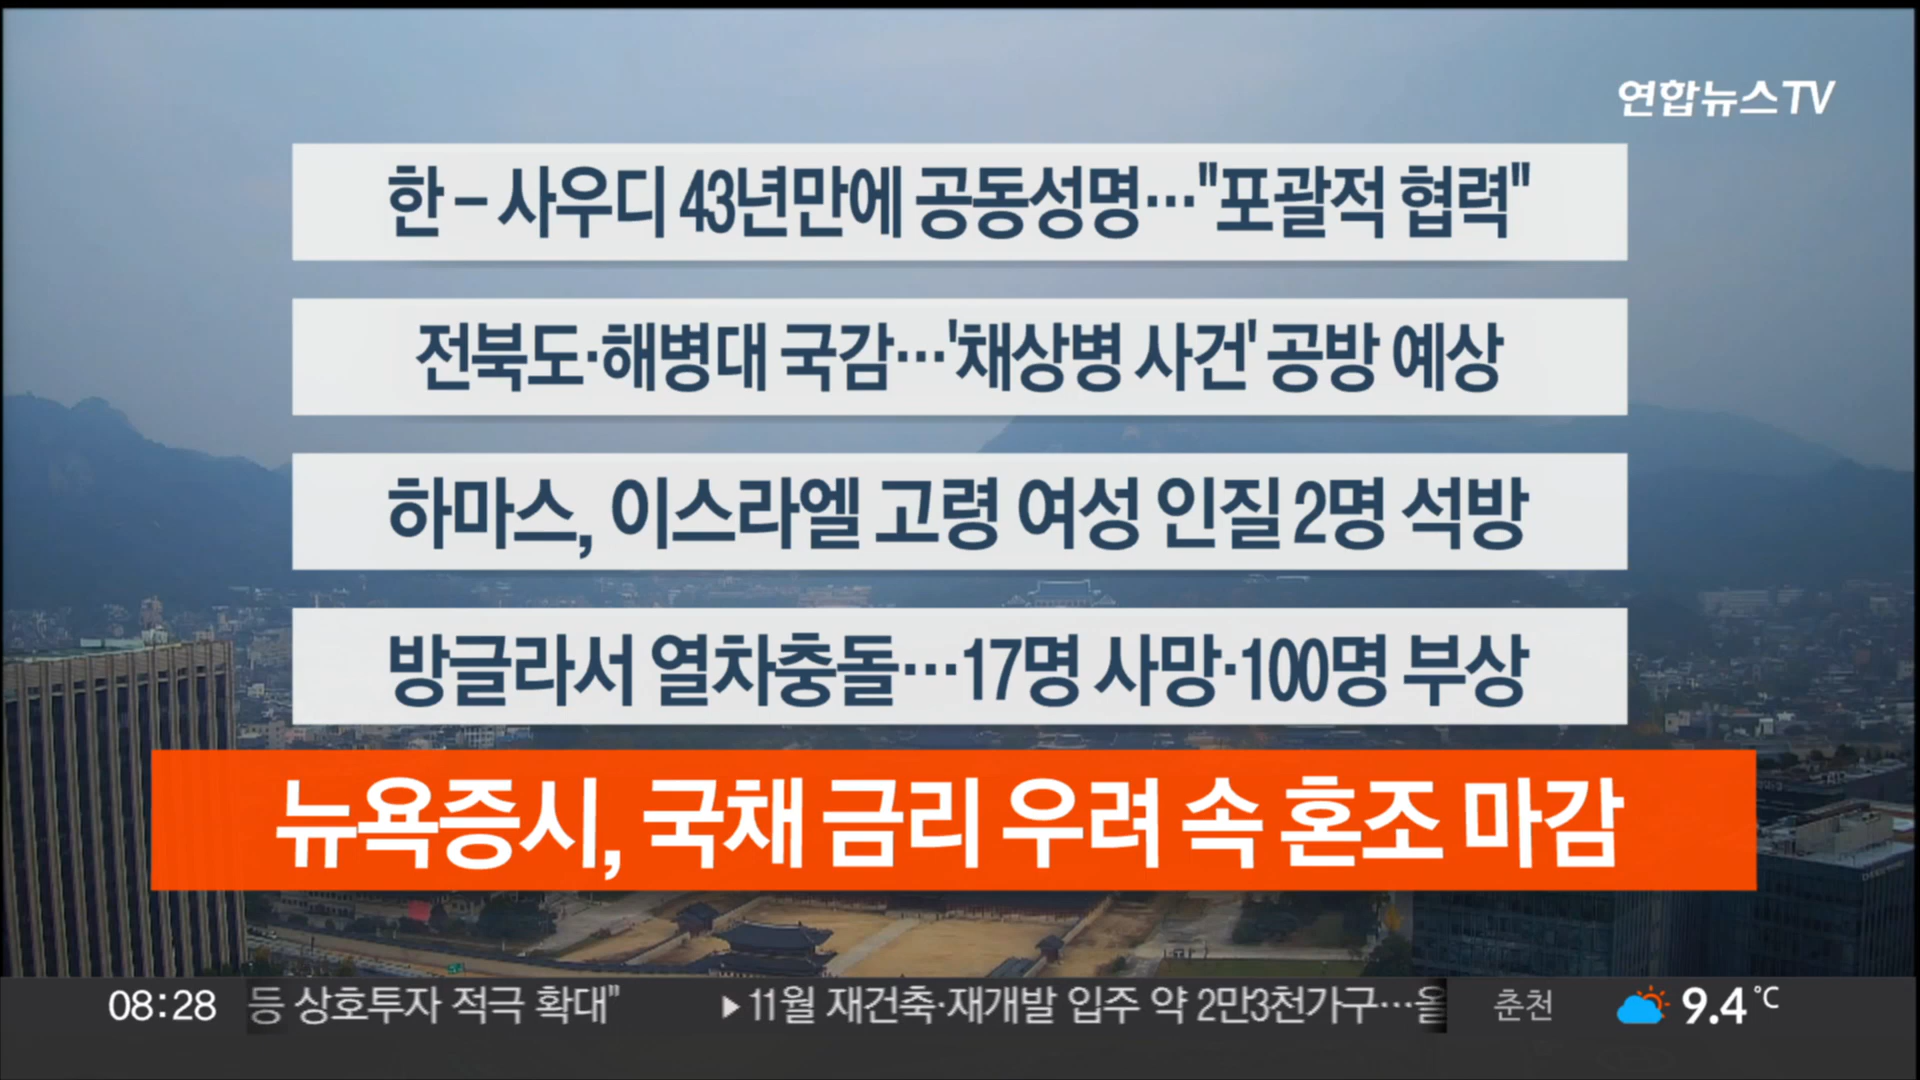 연합뉴스TV
한-사우디 43년만에 공동성명…"포괄적 협력"
전북도·해병대 국감…'채상병 사건' 공방 예상
하마스, 이스라엘 고령 여성 인질 2명 석방
방글라서 열차충돌…17명 사망·100명 부상
뉴욕증시, 국채 금리 우려 속 혼조 마감
08:28 등 상호투자 적극 확대" ▶11월 재건축·재개발 입주 약 2만3천가구…올 춘천 9.4℃